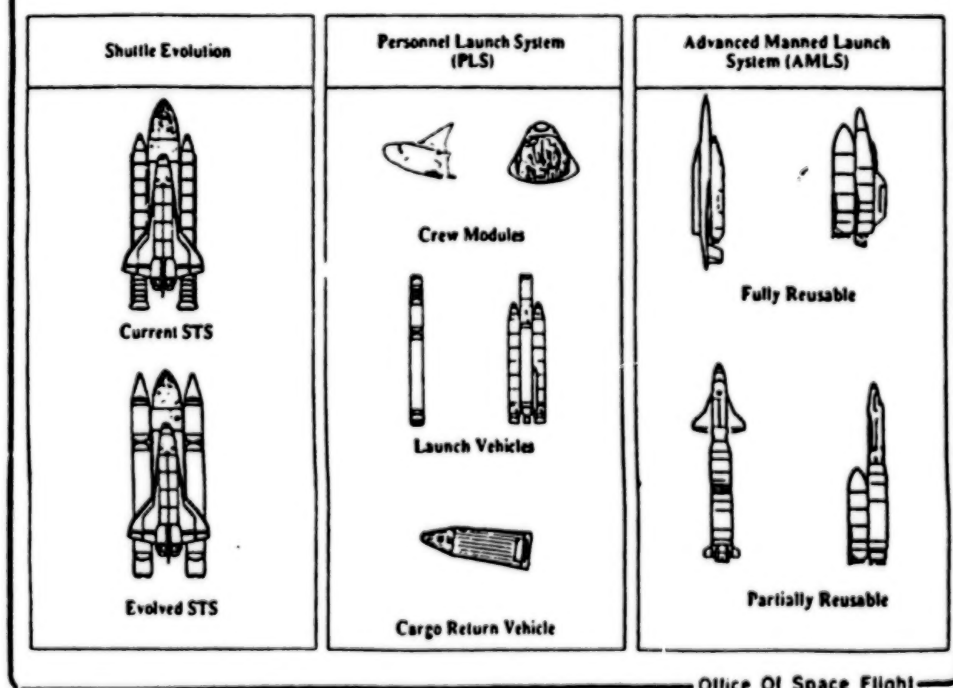 Shuttle Evolution
Current STS
Evolved STS
Personnel Launch System
(PLS)
Crew Modules
Launch Vehicles
Cargo Return Vehicle
Advanced Manned Launch
System (AMLS)
Fully Reusable
Partially Reusable
Office Of Space Flight